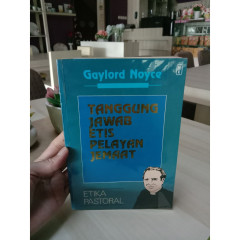 Gaylord Noyce
TANGGUNG
JAWAB
ETIS
PELAYAN
JEMAAT
ETIKA
PASTORAL